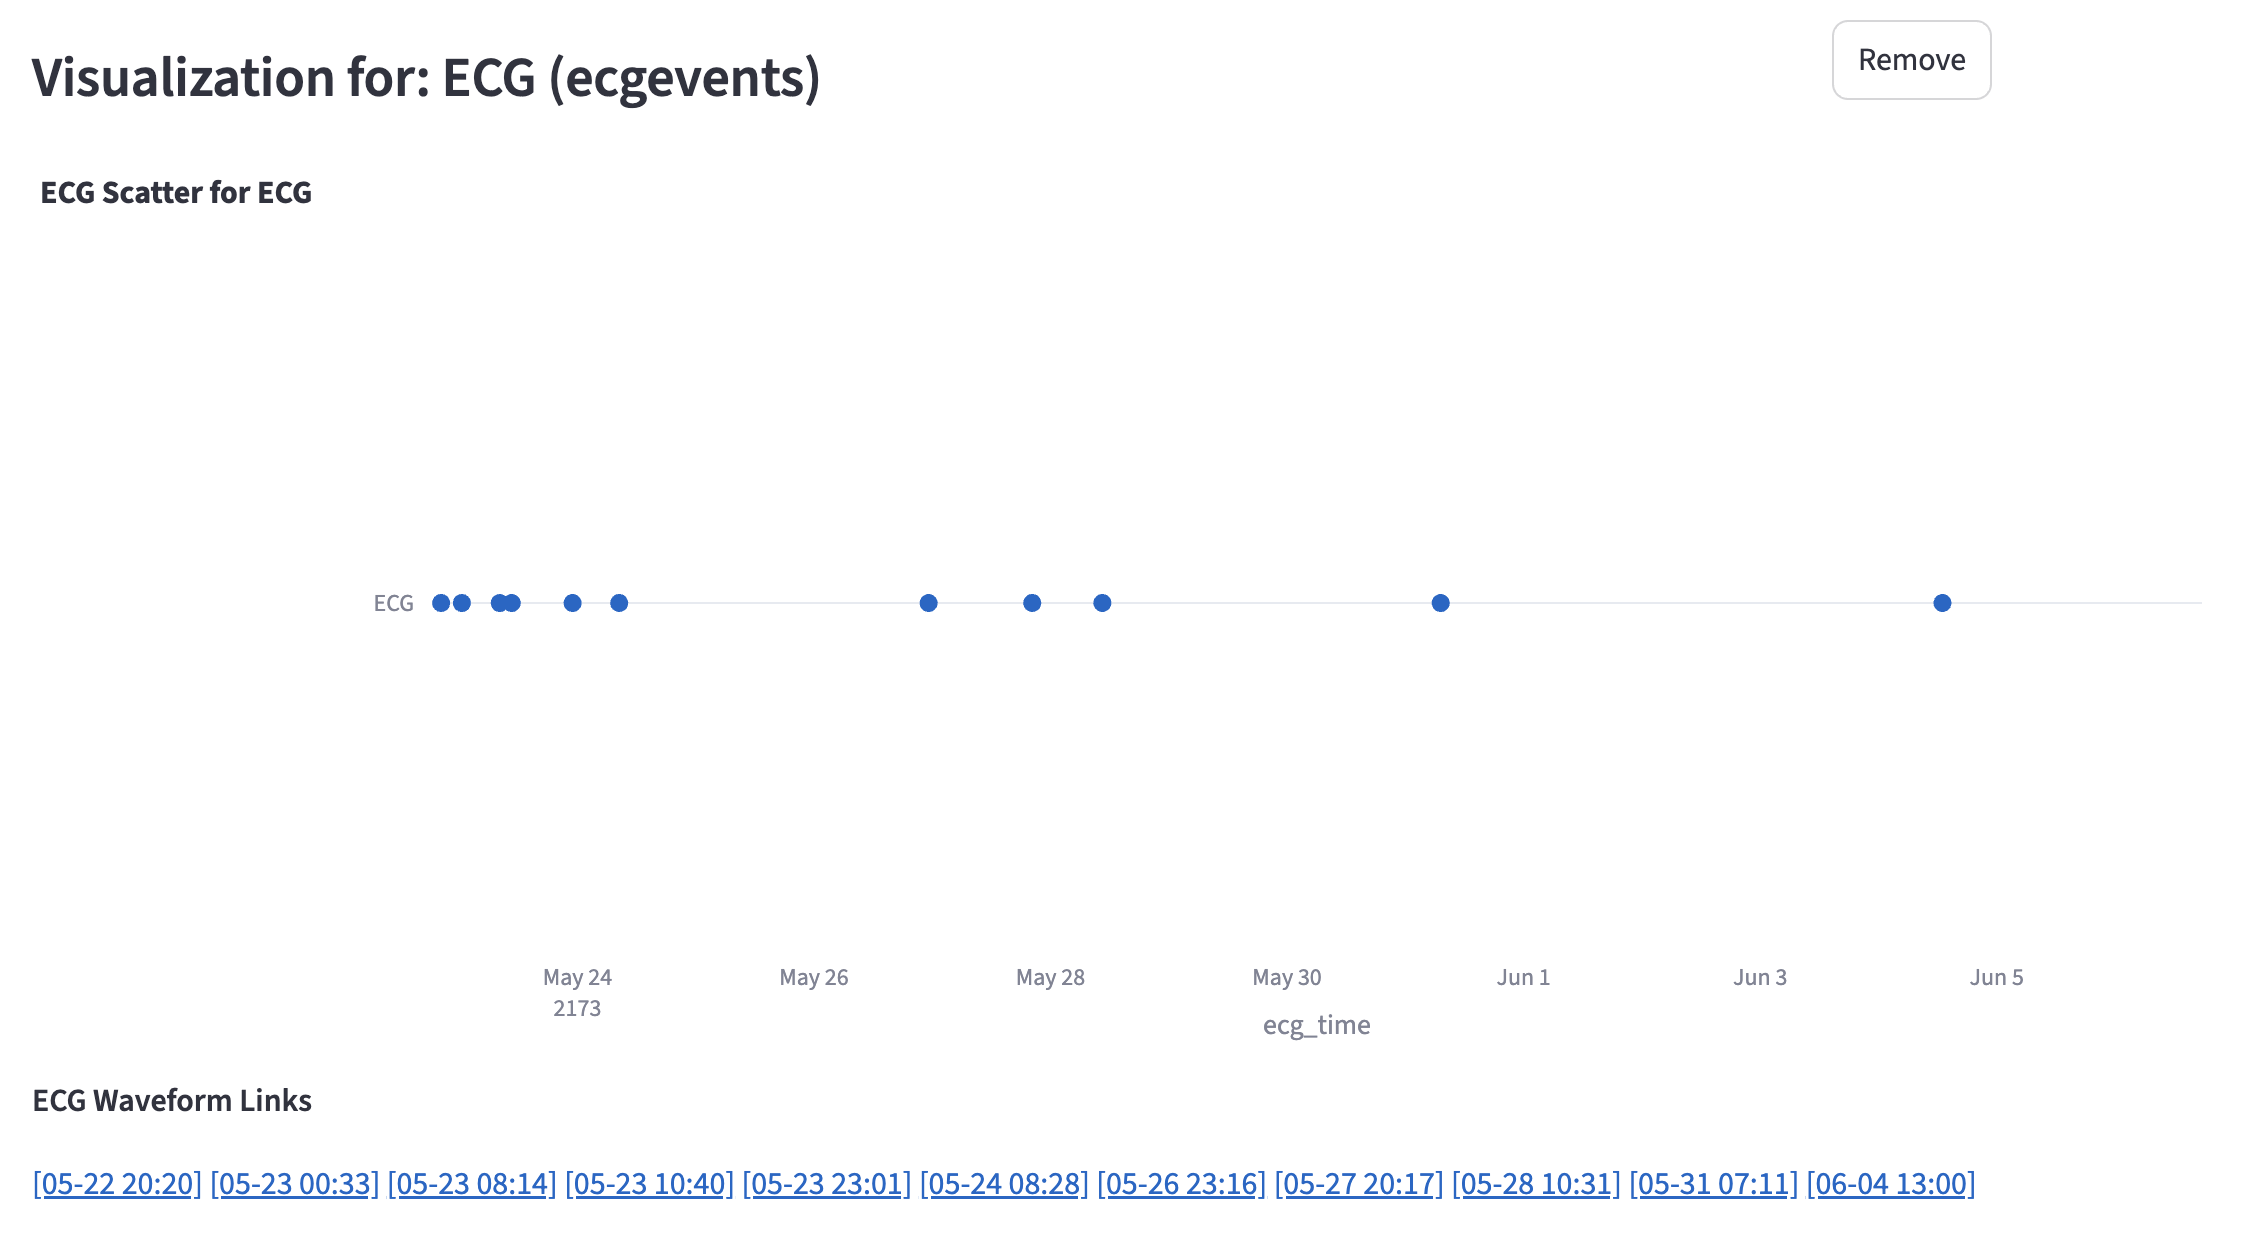 Visualization for: ECG (ecgevents)
Remove
ECG Scatter for ECG
ECG
May 24 May 26 May 28 May 30 Jun 1 Jun 3 Jun 5
2173
ecg_time
ECG Waveform Links
[05-22 20:20] [05-23 00:33] [05-23 08:14] [05-23 10:40] [05-23 23:01] [05-24 08:28] [05-26 23:16] [05-27 20:17] [05-28 10:31] [05-31 07:11] [06-04 13:00]